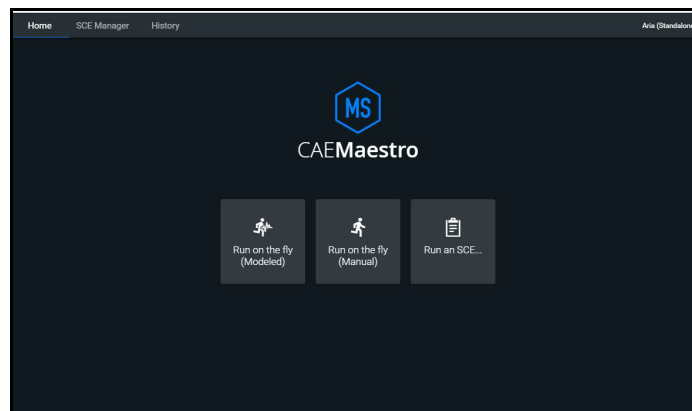 Home SCE Manager History Aria (Standalone
MS
CAEMaestro
Run on the fly (Modeled)
Run on the fly (Manual)
Run an SCE...